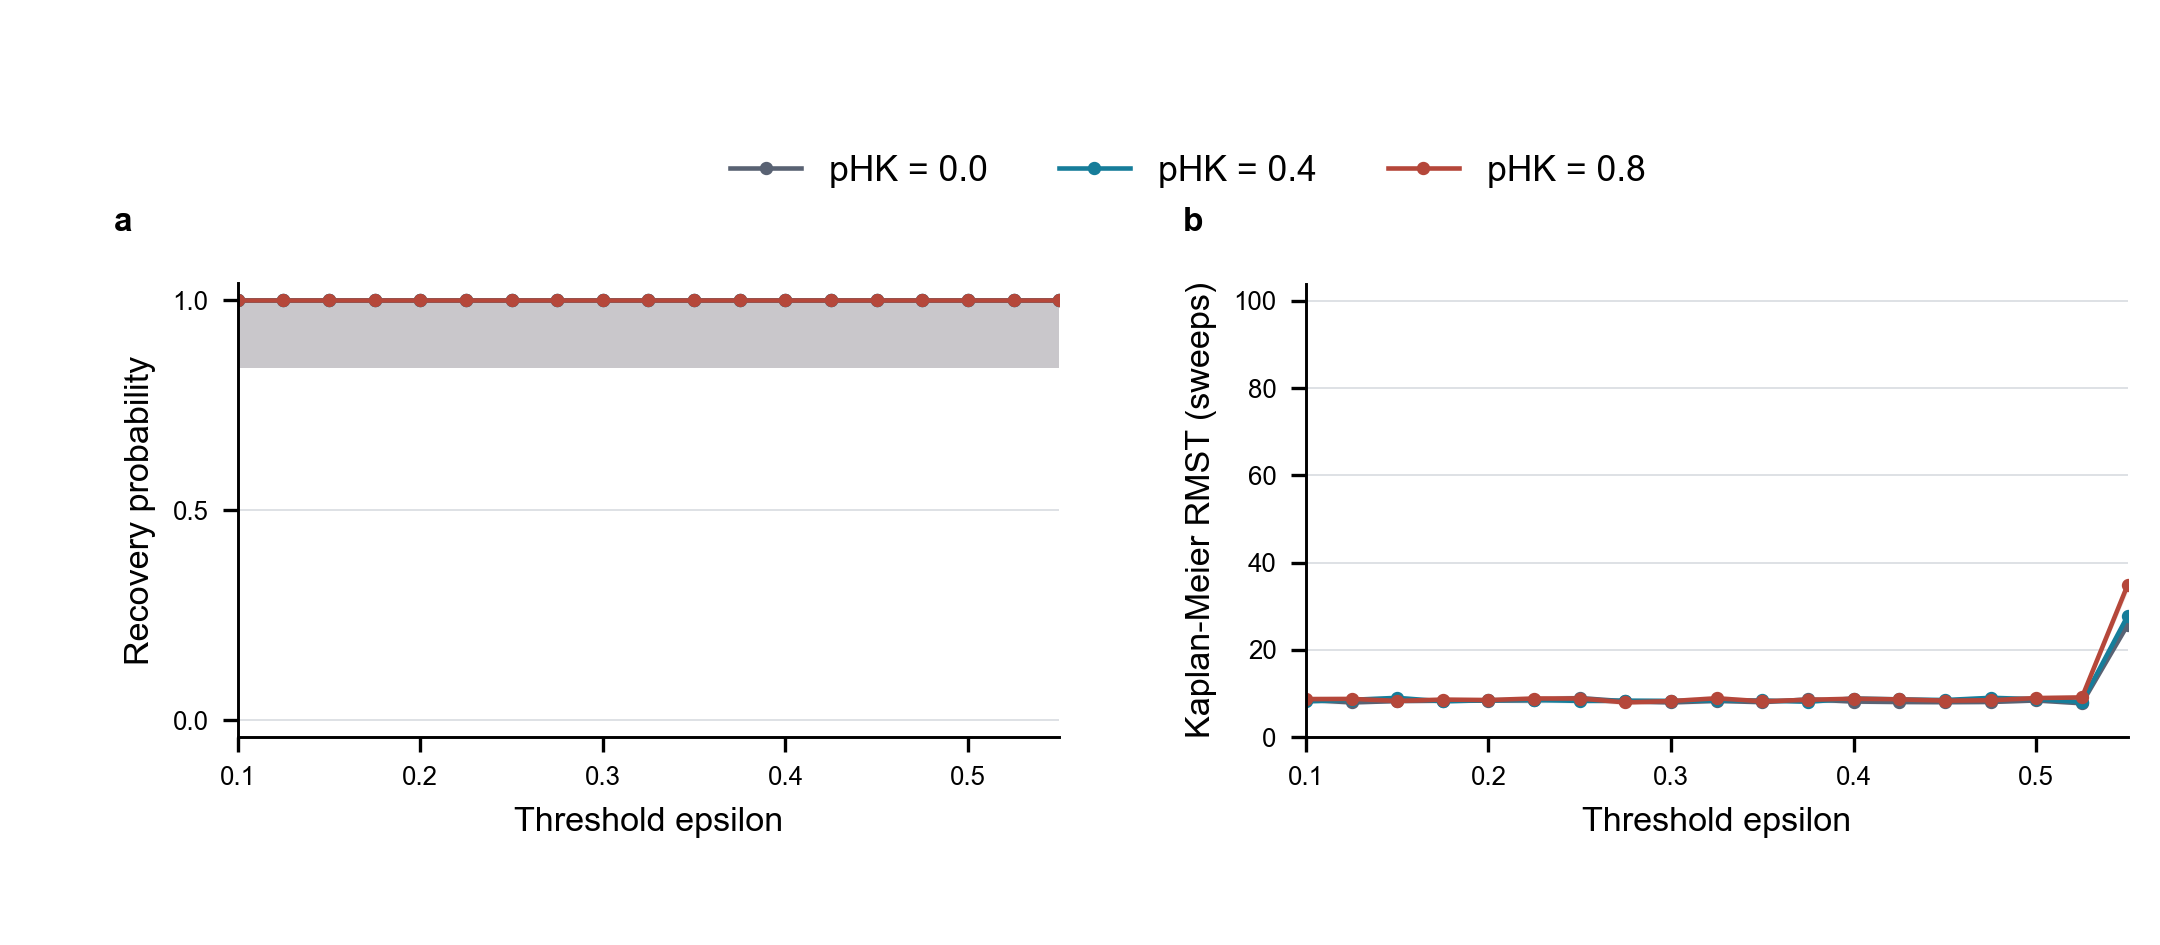 pHK = 0.0 pHK = 0.4 pHK = 0.8
a
Recovery probability
1.0
0.5
0.0
0.1 0.2 0.3 0.4 0.5
Threshold epsilon
b
Kaplan-Meier RMST (sweeps)
100
80
60
40
20
0
0.1 0.2 0.3 0.4 0.5
Threshold epsilon